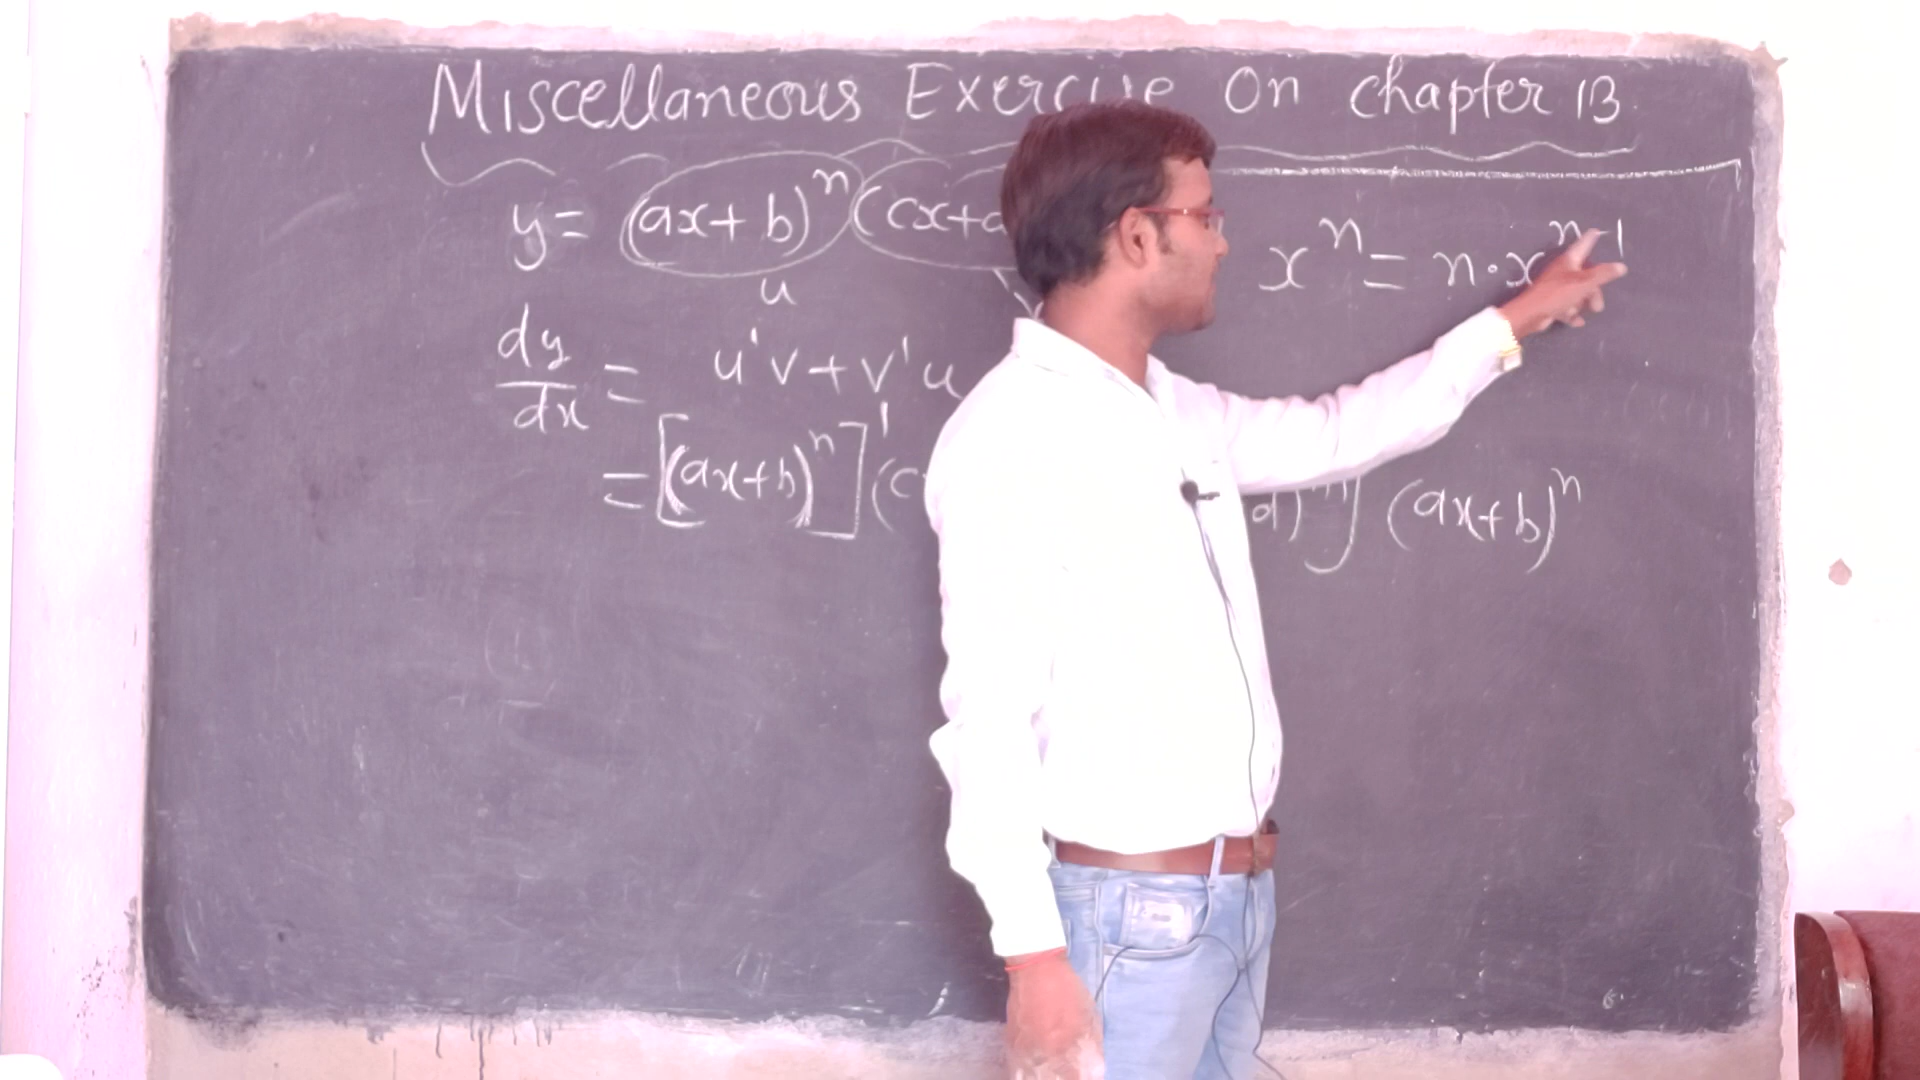 Miscellaneous Exercise On Chapter 13
y = (ax+b)^n (cx+d
x^n = n·x^n-1
u
dy/dx = u'v + v'u
= [(ax+b)^n]' (c d)^m] (ax+b)^n